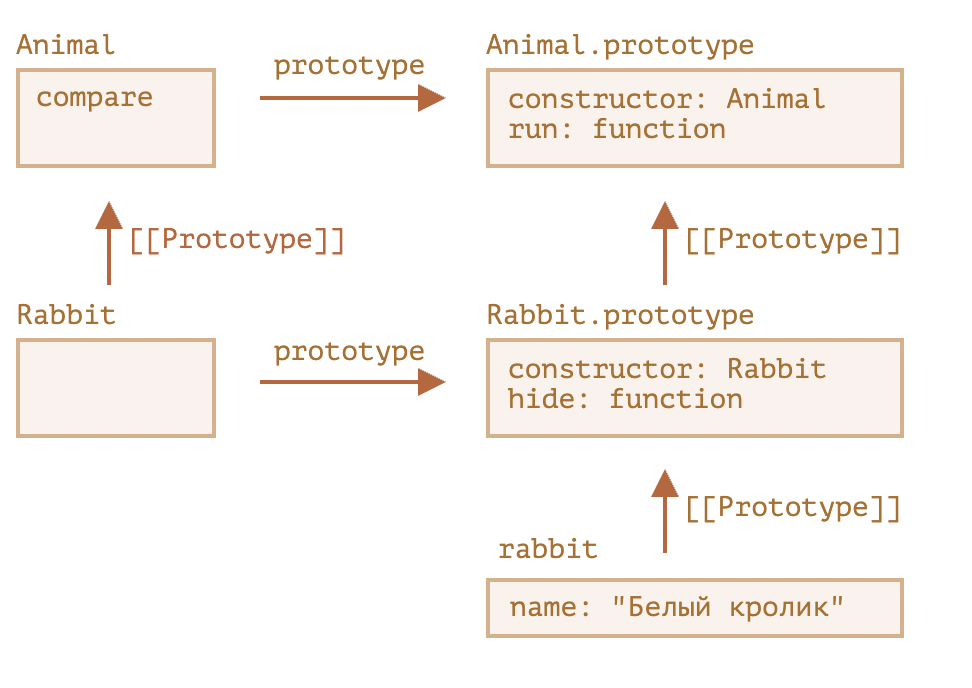 Animal
prototype
Animal.prototype
compare
constructor: Animal
run: function
[[Prototype]]
[[Prototype]]
Rabbit
prototype
Rabbit.prototype
constructor: Rabbit
hide: function
[[Prototype]]
rabbit
name: "Белый кролик"